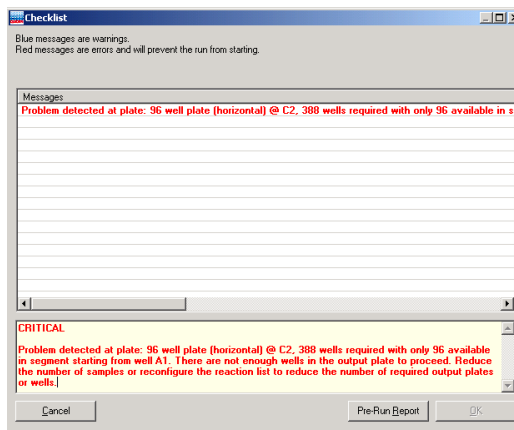 Checklist
Blue messages are warnings.
Red messages are errors and will prevent the run from starting.
Messages
Problem detected at plate: 96 well plate (horizontal) @ C2, 388 wells required with only 96 available in s
CRITICAL
Problem detected at plate: 96 well plate (horizontal) @ C2, 388 wells required with only 96 available
in segment starting from well A1. There are not enough wells in the output plate to proceed. Reduce
the number of samples or reconfigure the reaction list to reduce the number of required output plates
or wells.
Cancel
Pre-Run Report
OK